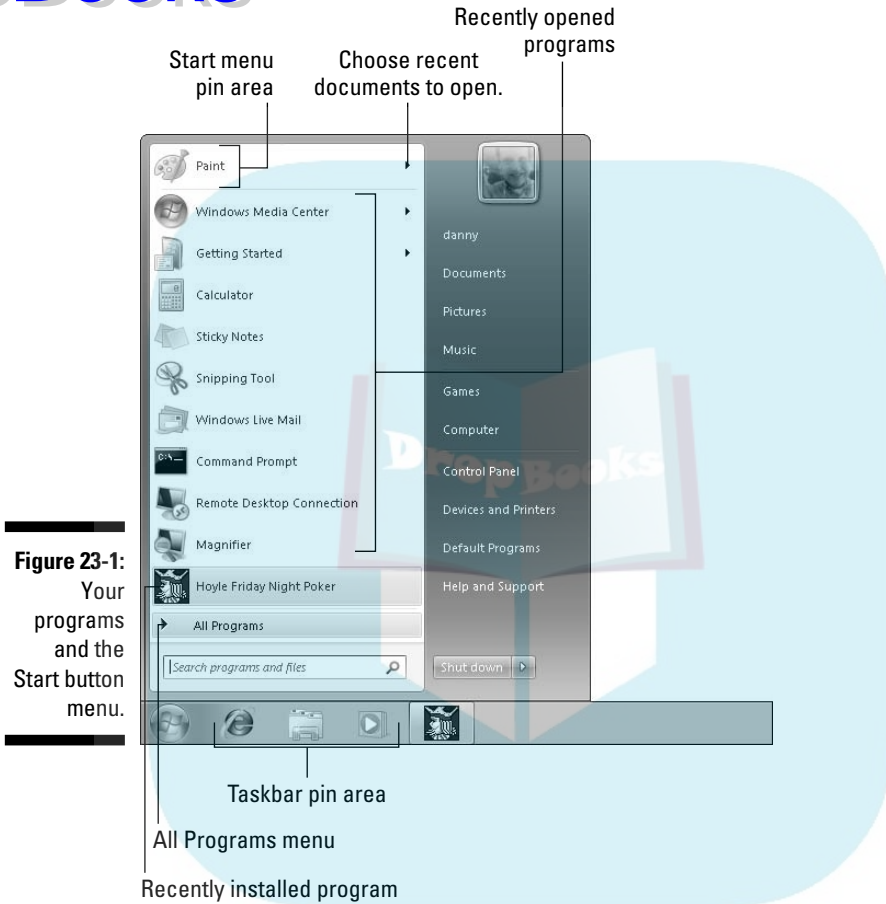 Books
Recently opened
programs
Start menu
pin area
Choose recent
documents to open.
Paint
Windows Media Center
Getting Started
Calculator
Sticky Notes
Snipping Tool
Windows Live Mail
C:\
Command Prompt
Remote Desktop Connection
Magnifier
Hoyle Friday Night Poker
All Programs
Search programs and files
danny
Documents
Pictures
Music
Games
Computer
Control Panel
Devices and Printers
Default Programs
Help and Support
Shut down
DropBooks
Figure 23-1:
Your
programs
and the
Start button
menu.
Taskbar pin area
All Programs menu
Recently installed program